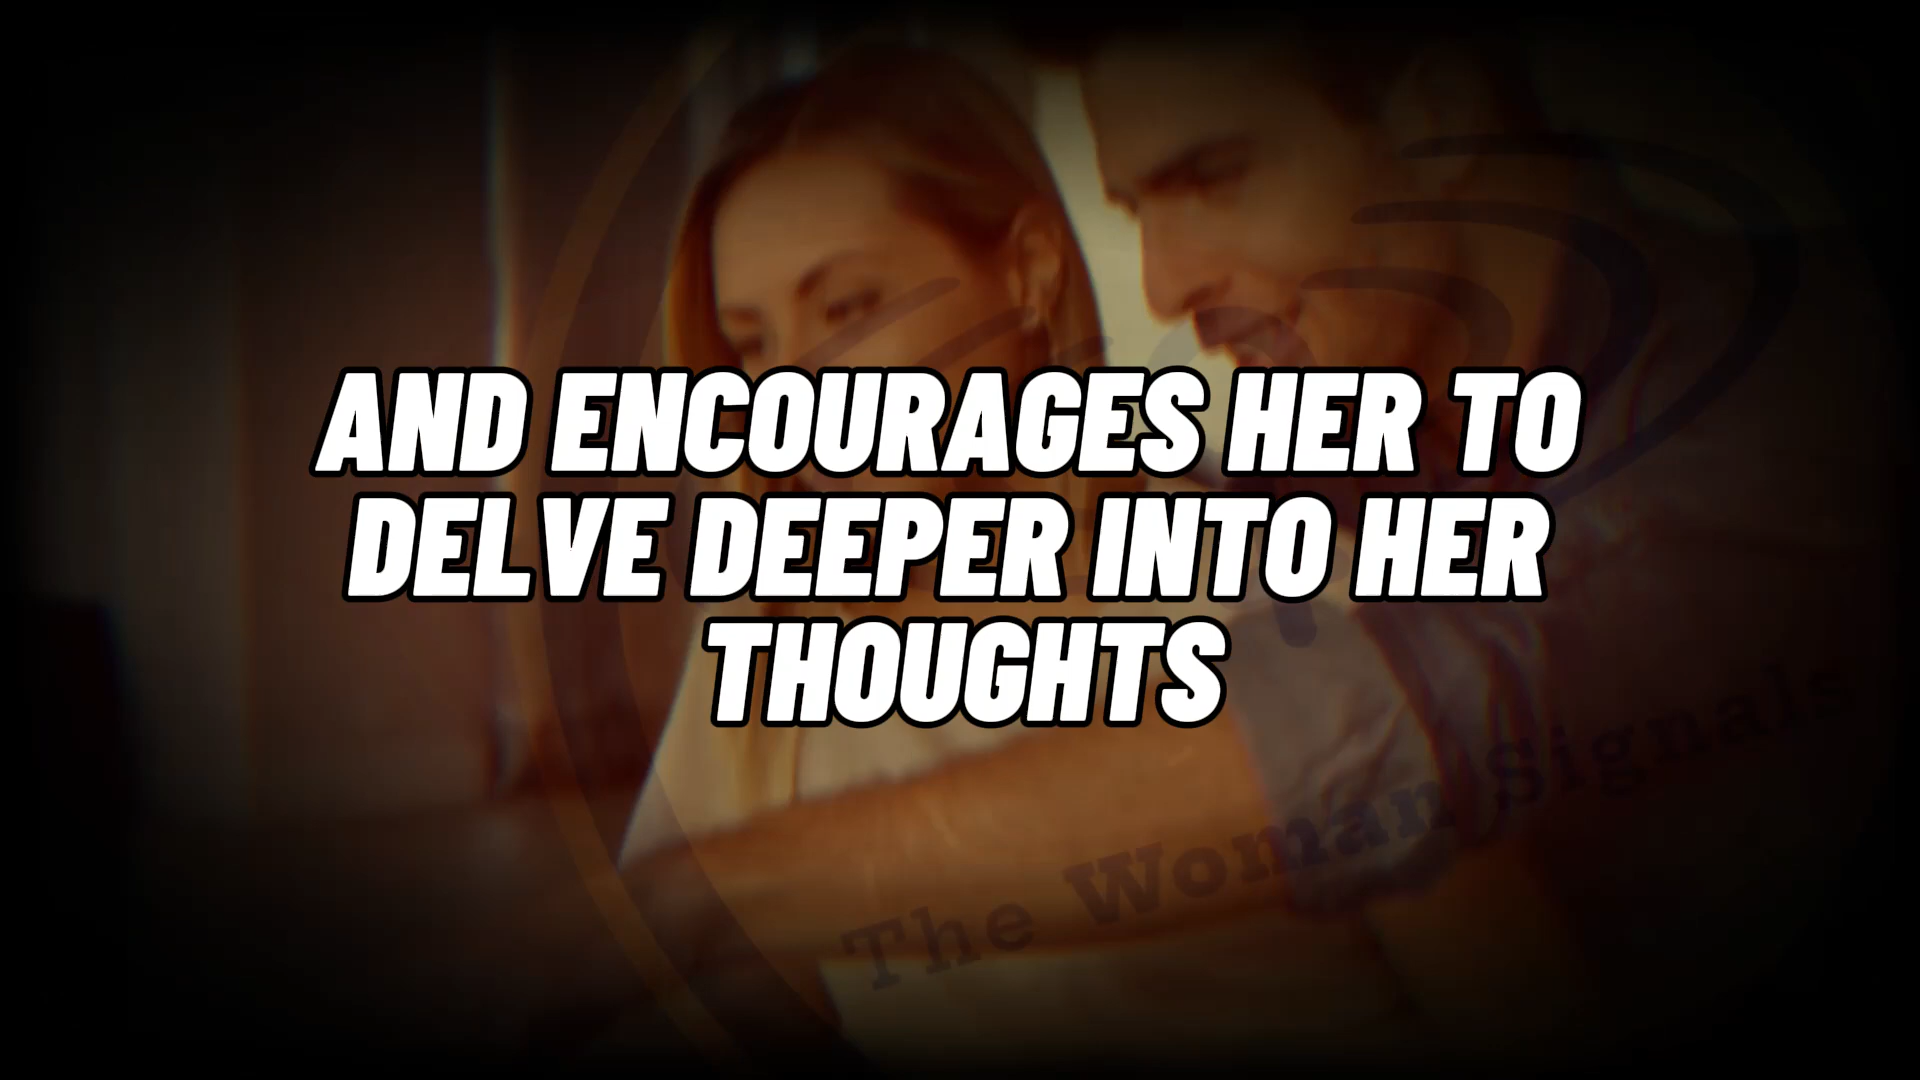 AND ENCOURAGES HER TO
DELVE DEEPER INTO HER
THOUGHTS
The Woman Signals